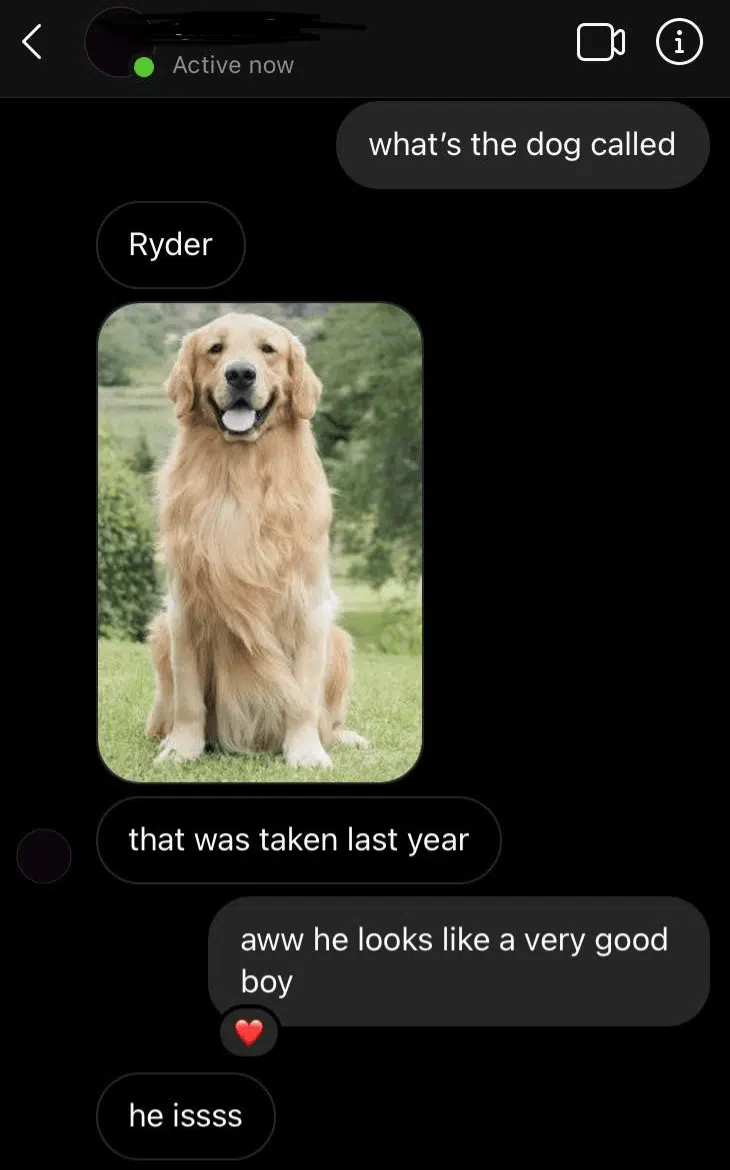 Active now
what's the dog called
Ryder
that was taken last year
aww he looks like a very good
boy
he issss